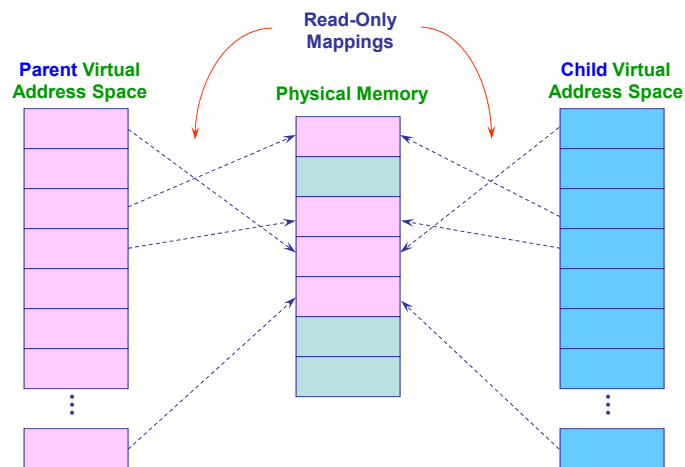 Read-Only
Mappings
Parent Virtual
Address Space
Physical Memory
Child Virtual
Address Space